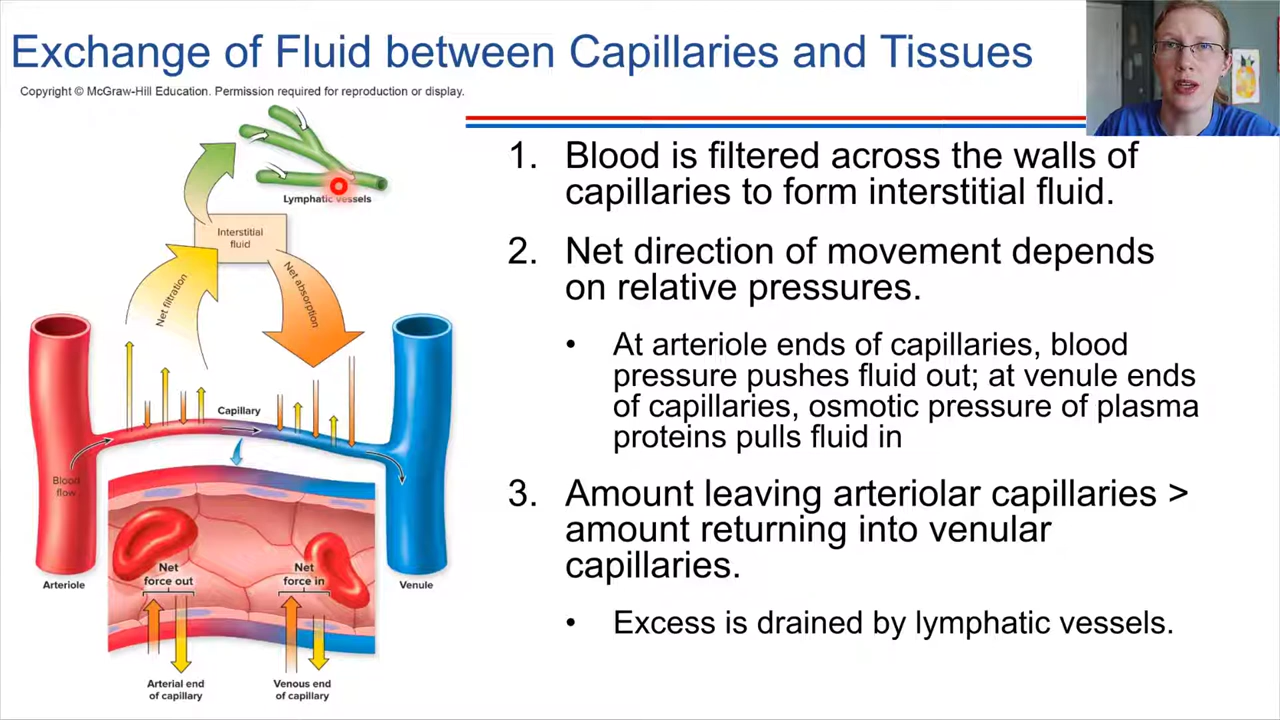 Exchange of Fluid between Capillaries and Tissues
Copyright © McGraw-Hill Education. Permission required for reproduction or display.
Lymphatic vessels
Interstitial
fluid
Net filtration
Net absorption
Capillary
Blood
flow
Arteriole
Venule
Net
force out
Net
force in
Arterial end
of capillary
Venous end
of capillary
1. Blood is filtered across the walls of
capillaries to form interstitial fluid.
2. Net direction of movement depends
on relative pressures.
• At arteriole ends of capillaries, blood
pressure pushes fluid out; at venule ends
of capillaries, osmotic pressure of plasma
proteins pulls fluid in
3. Amount leaving arteriolar capillaries >
amount returning into venular
capillaries.
• Excess is drained by lymphatic vessels.